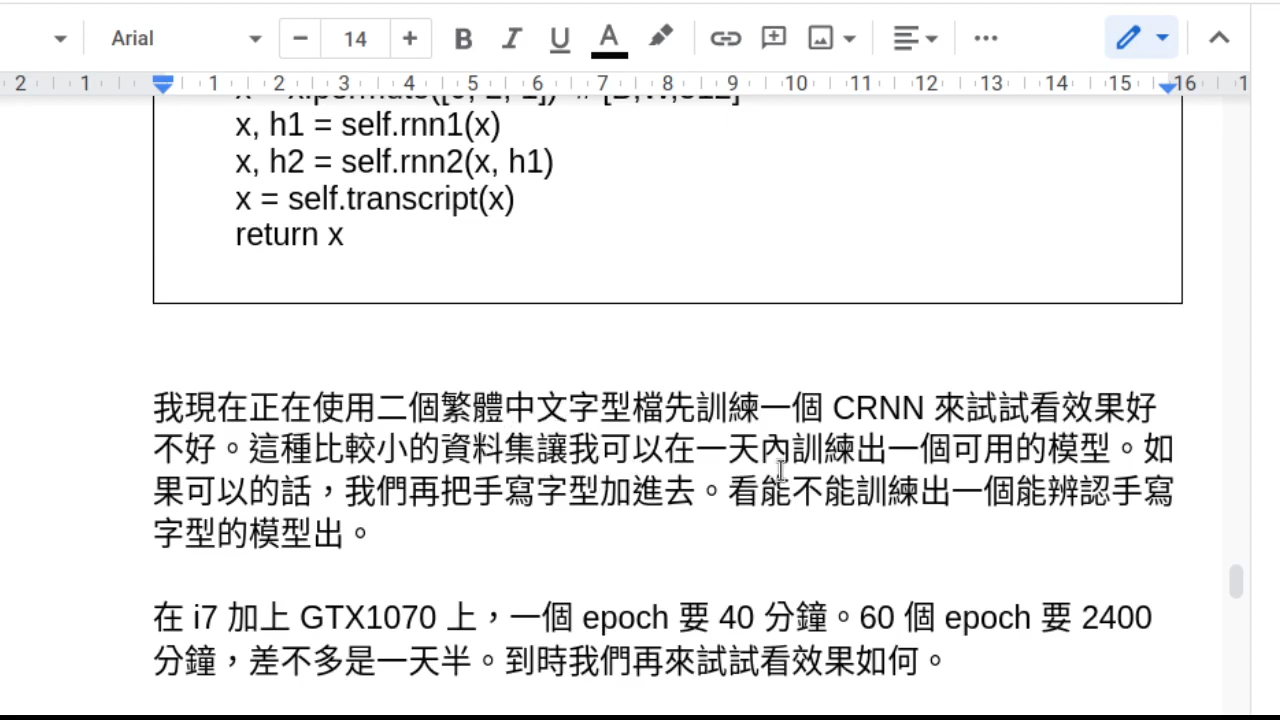 Arial
14
B I U A
2 1 1 2 3 4 5 6 7 8 9 10 11 12 13 14 15 16 1
x, h1 = self.rnn1(x)
x, h2 = self.rnn2(x, h1)
x = self.transcript(x)
return x
我現在正在使用二個繁體中文字型檔先訓練一個 CRNN 來試試看效果好
不好。這種比較小的資料集讓我可以在一天內訓練出一個可用的模型。如
果可以的話，我們再把手寫字型加進去。看能不能訓練出一個能辨認手寫
字型的模型出。
在 i7 加上 GTX1070 上，一個 epoch 要 40 分鐘。60 個 epoch 要 2400
分鐘，差不多是一天半。到時我們再來試試看效果如何。